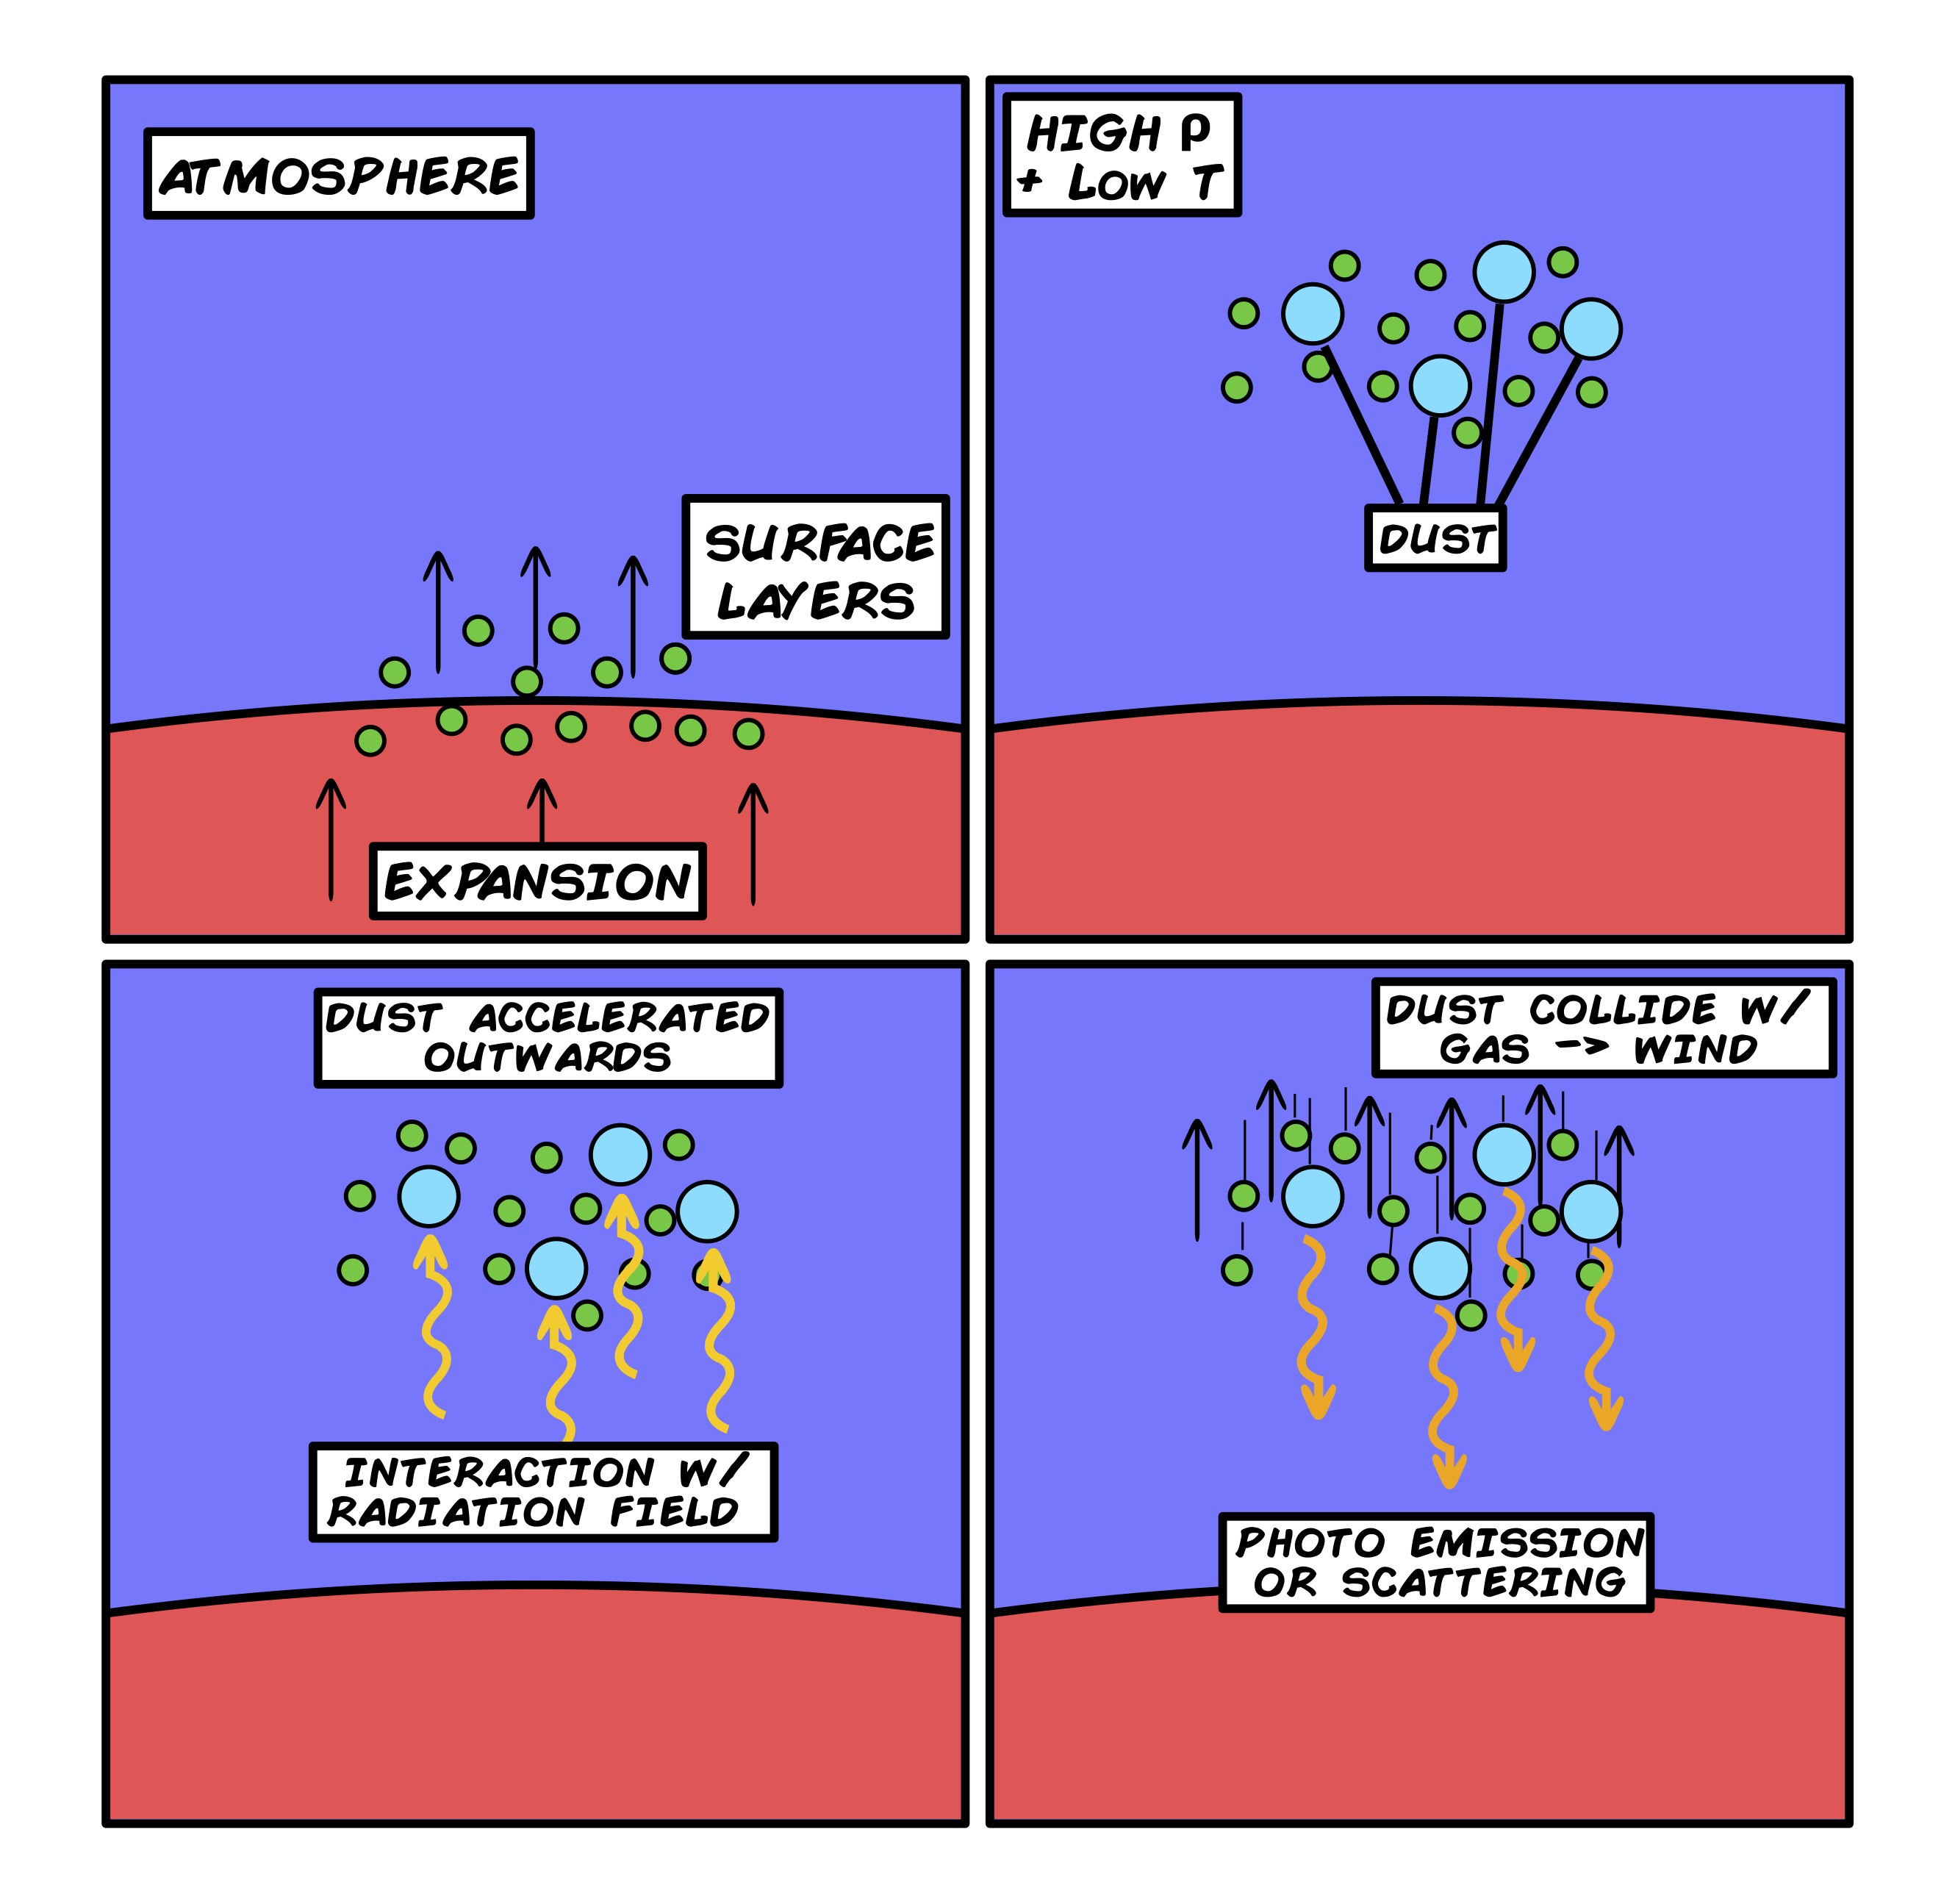 ATMOSPHERE
SURFACE
LAYERS
EXPANSION
HIGH ρ
+ LOW T
DUST
DUST ACCELERATED
OUTWARDS
INTERACTION W/
RADIATION FIELD
DUST COLLIDE W/
GAS -> WIND
PHOTO EMISSION
OR SCATTERING